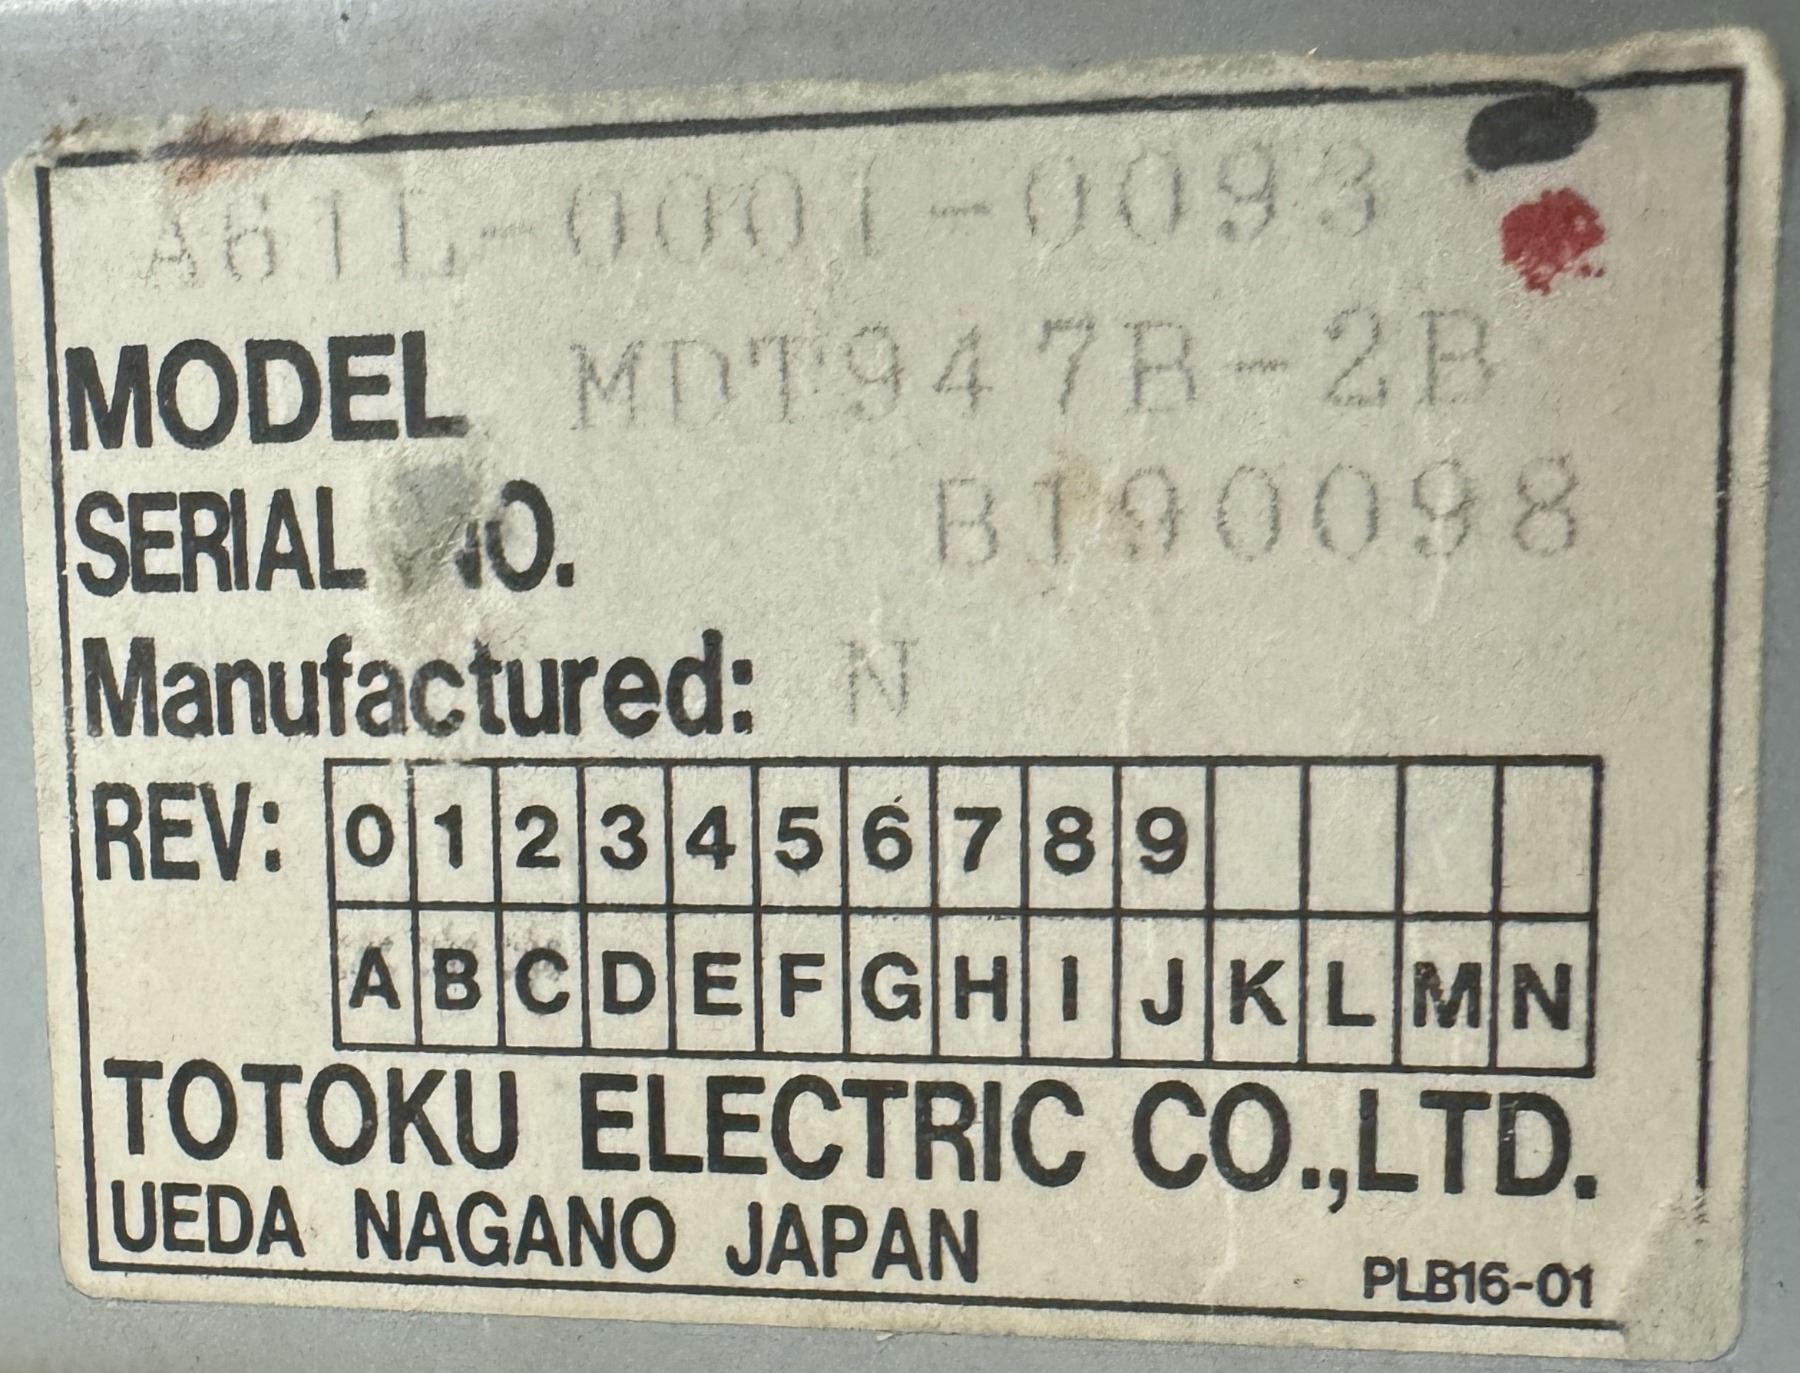 A61L-0001-0093
MODEL MDT947B-2B
SERIAL NO. B190098
Manufactured: N
REV: 0 1 2 3 4 5 6 7 8 9
A B C D E F G H I J K L M N
TOTOKU ELECTRIC CO.,LTD.
UEDA NAGANO JAPAN
PLB16-01